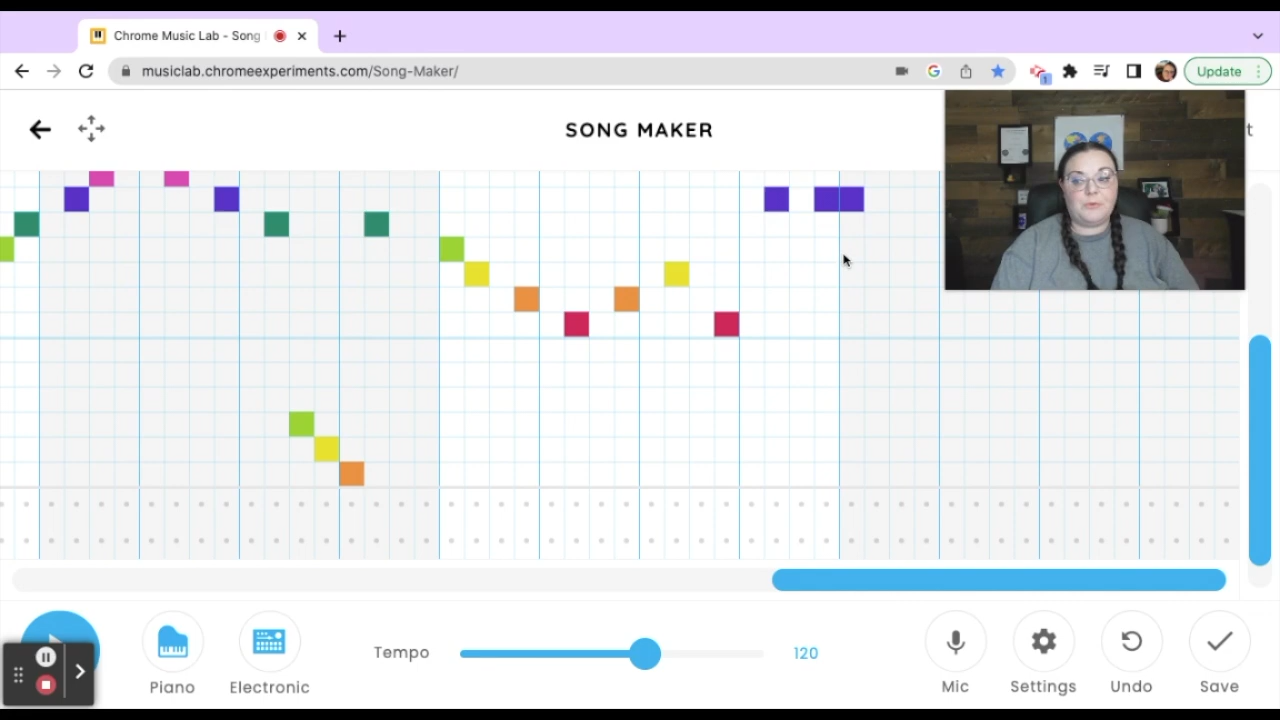 Chrome Music Lab - Song
musiclab.chromeexperiments.com/Song-Maker/
1
Update
SONG MAKER
t
Piano
Electronic
Tempo
120
Mic
Settings
Undo
Save